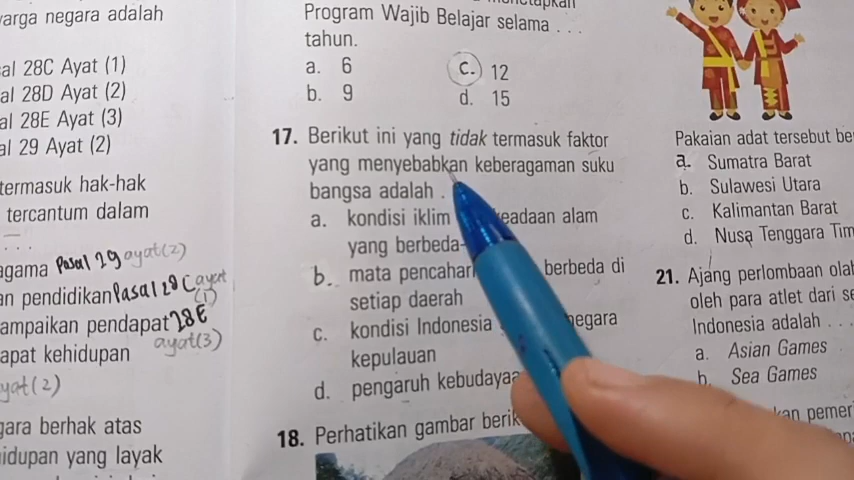 arga negara adalah
al 28C Ayat (1)
al 28D Ayat (2)
al 28E Ayat (3)
al 29 Ayat (2)
termasuk hak-hak
tercantum dalam
. . .
agama Pasal 29 ayat(2)
an pendidikan Pasal 28C ayat (1)
ampaikan pendapat 28E
ayat(3)
apat kehidupan
yat(2)
gara berhak atas
idupan yang layak
Program Wajib Belajar selama . . .
tahun.
a. 6
c. 12
b. 9
d. 15
17. Berikut ini yang tidak termasuk faktor
yang menyebabkan keberagaman suku
bangsa adalah .
a. kondisi iklim eadaan alam
yang berbeda-
b. mata pencahar berbeda di
setiap daerah
c. kondisi Indonesia negara
kepulauan
d. pengaruh kebudaya
18. Perhatikan gambar berik
Pakaian adat tersebut be
a. Sumatra Barat
b. Sulawesi Utara
c. Kalimantan Barat
d. Nusa Tenggara Tim
21. Ajang perlombaan ola
oleh para atlet dari se
Indonesia adalah . . .
a. Asian Games
b. Sea Games
kan pemer